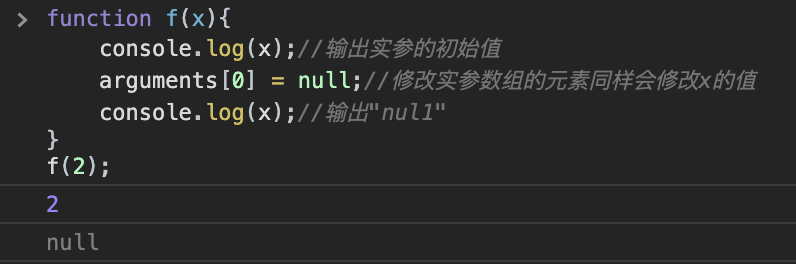 function f(x){
console.log(x);//输出实参的初始值
arguments[0] = null;//修改实参数组的元素同样会修改x的值
console.log(x);//输出"nul1"
}
f(2);
2
null